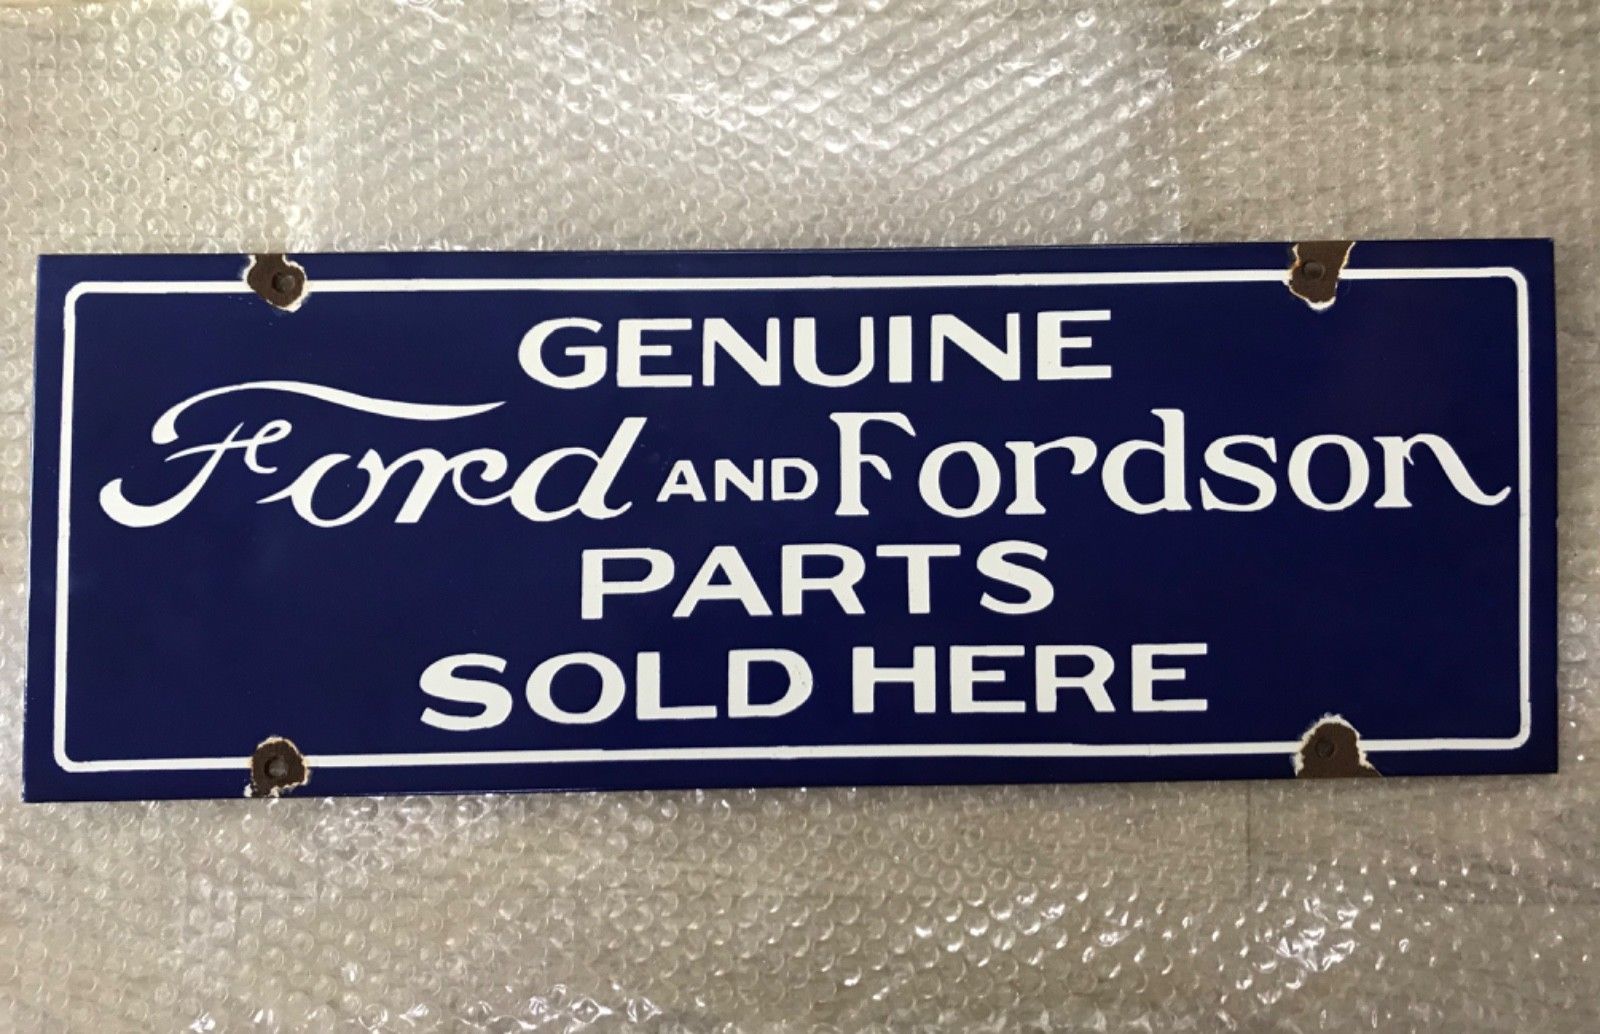 GENUINE
Ford AND Fordson
PARTS
SOLD HERE